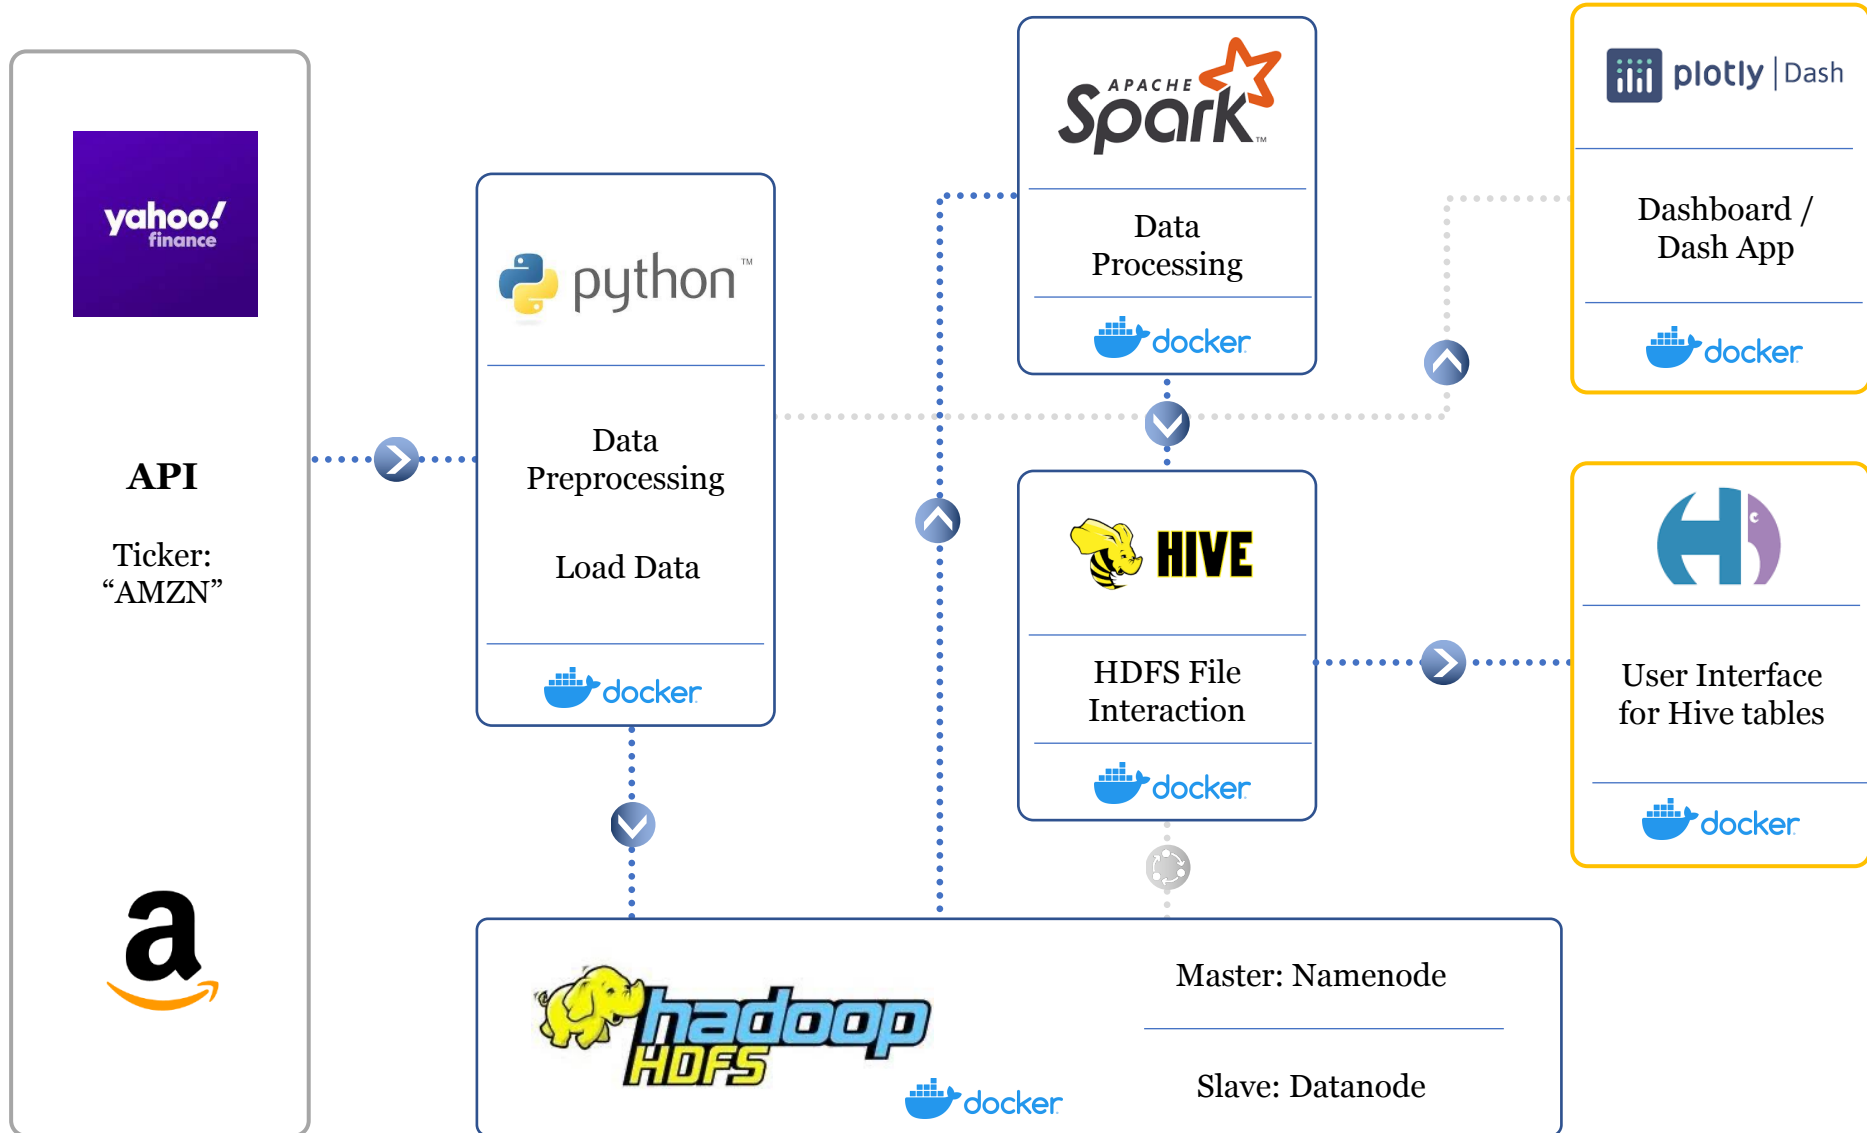 yahoo!
finance
API
Ticker:
“AMZN”
a
python™
Data
Preprocessing
Load Data
docker
APACHE
Spark™
Data
Processing
docker
HIVE
HDFS File
Interaction
docker
plotly | Dash
Dashboard /
Dash App
docker
H
User Interface
for Hive tables
docker
hadoop
HDFS
docker
Master: Namenode
Slave: Datanode